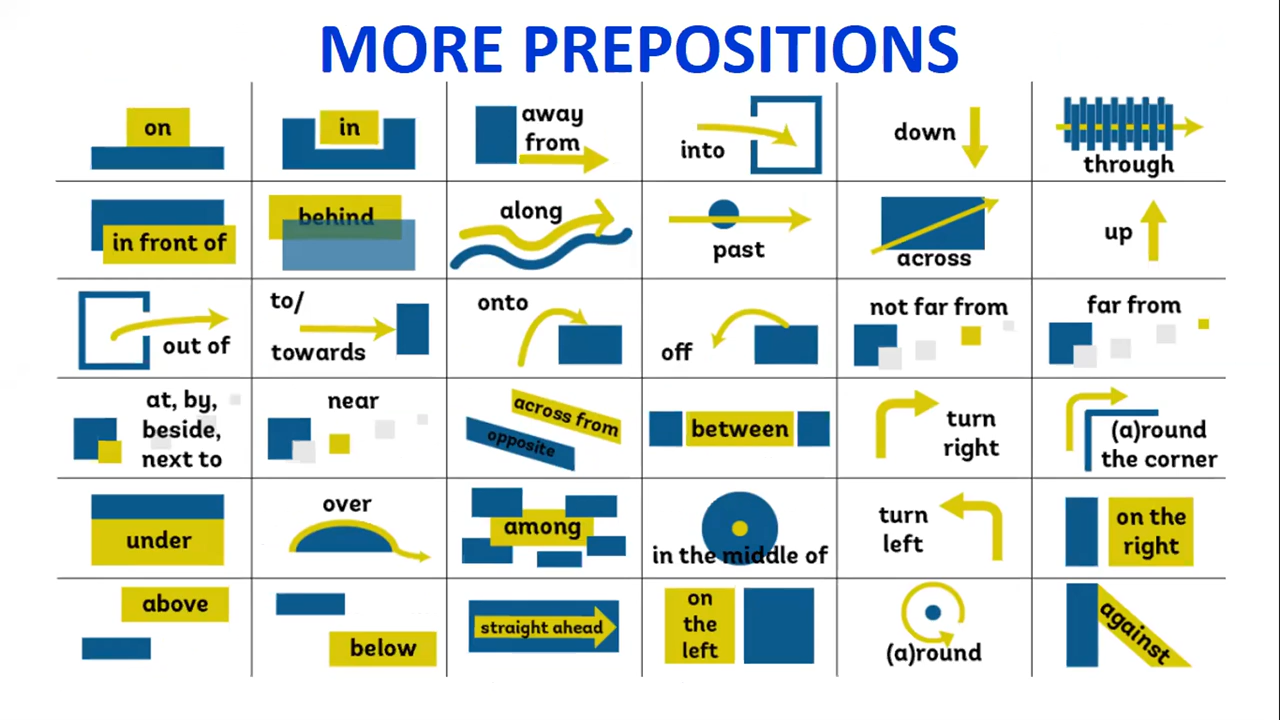 MORE PREPOSITIONS
on
in
away
from
into
down
through
in front of
behind
along
past
across
up
out of
to/
towards
onto
off
not far from
far from
at, by,
beside,
next to
near
across from
opposite
between
turn
right
(a)round
the corner
under
over
among
in the middle of
turn
left
on the
right
above
below
straight ahead
on
the
left
(a)round
against